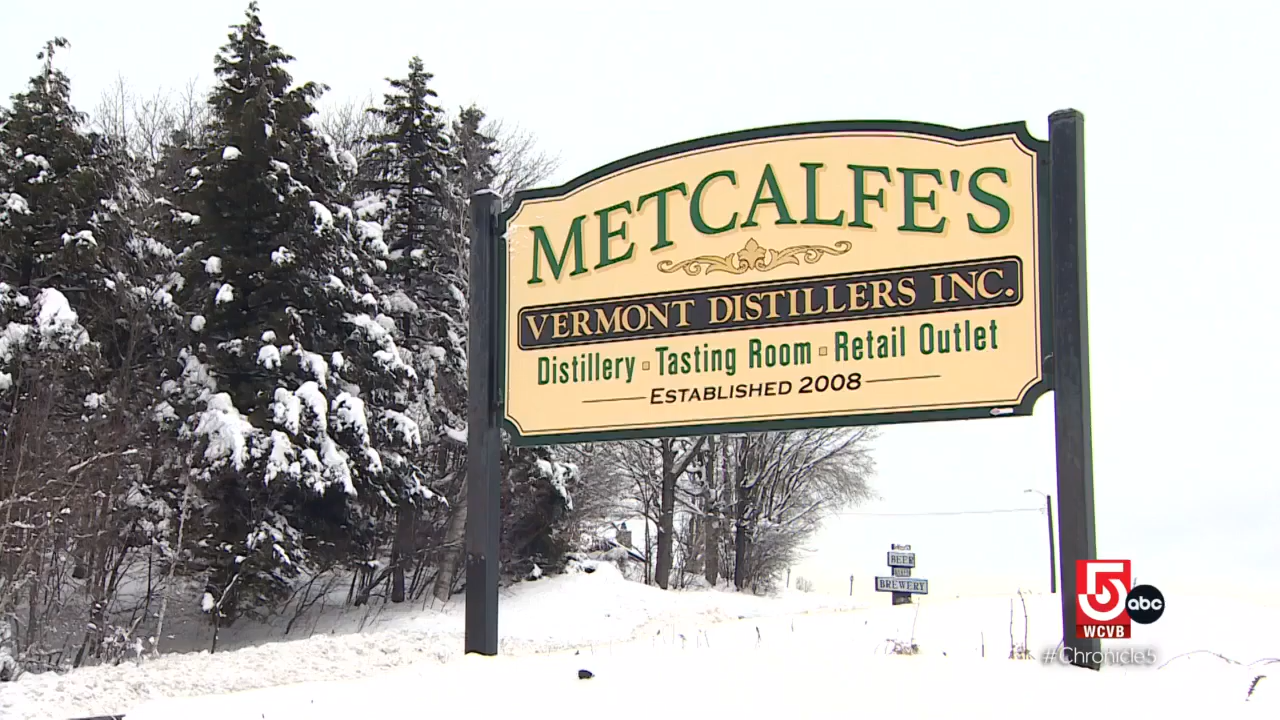 METCALFE'S
VERMONT DISTILLERS INC.
Distillery ▫ Tasting Room ▫ Retail Outlet
ESTABLISHED 2008
BEER
BREWERY
5 abc
WCVB
#Chronicle5